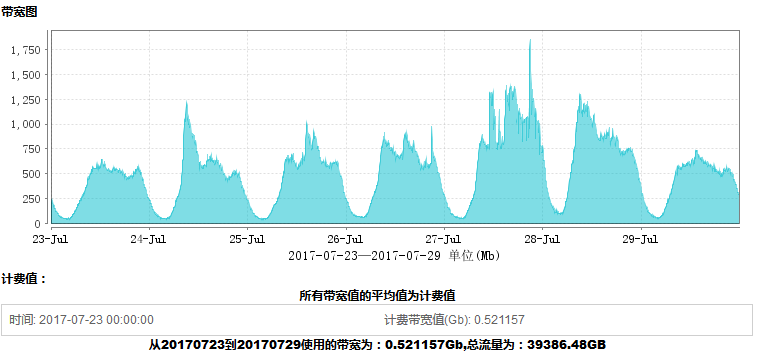 带宽图
1,750
1,500
1,250
1,000
750
500
250
0
23-Jul 24-Jul 25-Jul 26-Jul 27-Jul 28-Jul 29-Jul
2017-07-23—2017-07-29 单位(Mb)
计费值：
所有带宽值的平均值为计费值
时间: 2017-07-23 00:00:00 计费带宽值(Gb): 0.521157
从20170723到20170729使用的带宽为：0.521157Gb,总流量为：39386.48GB